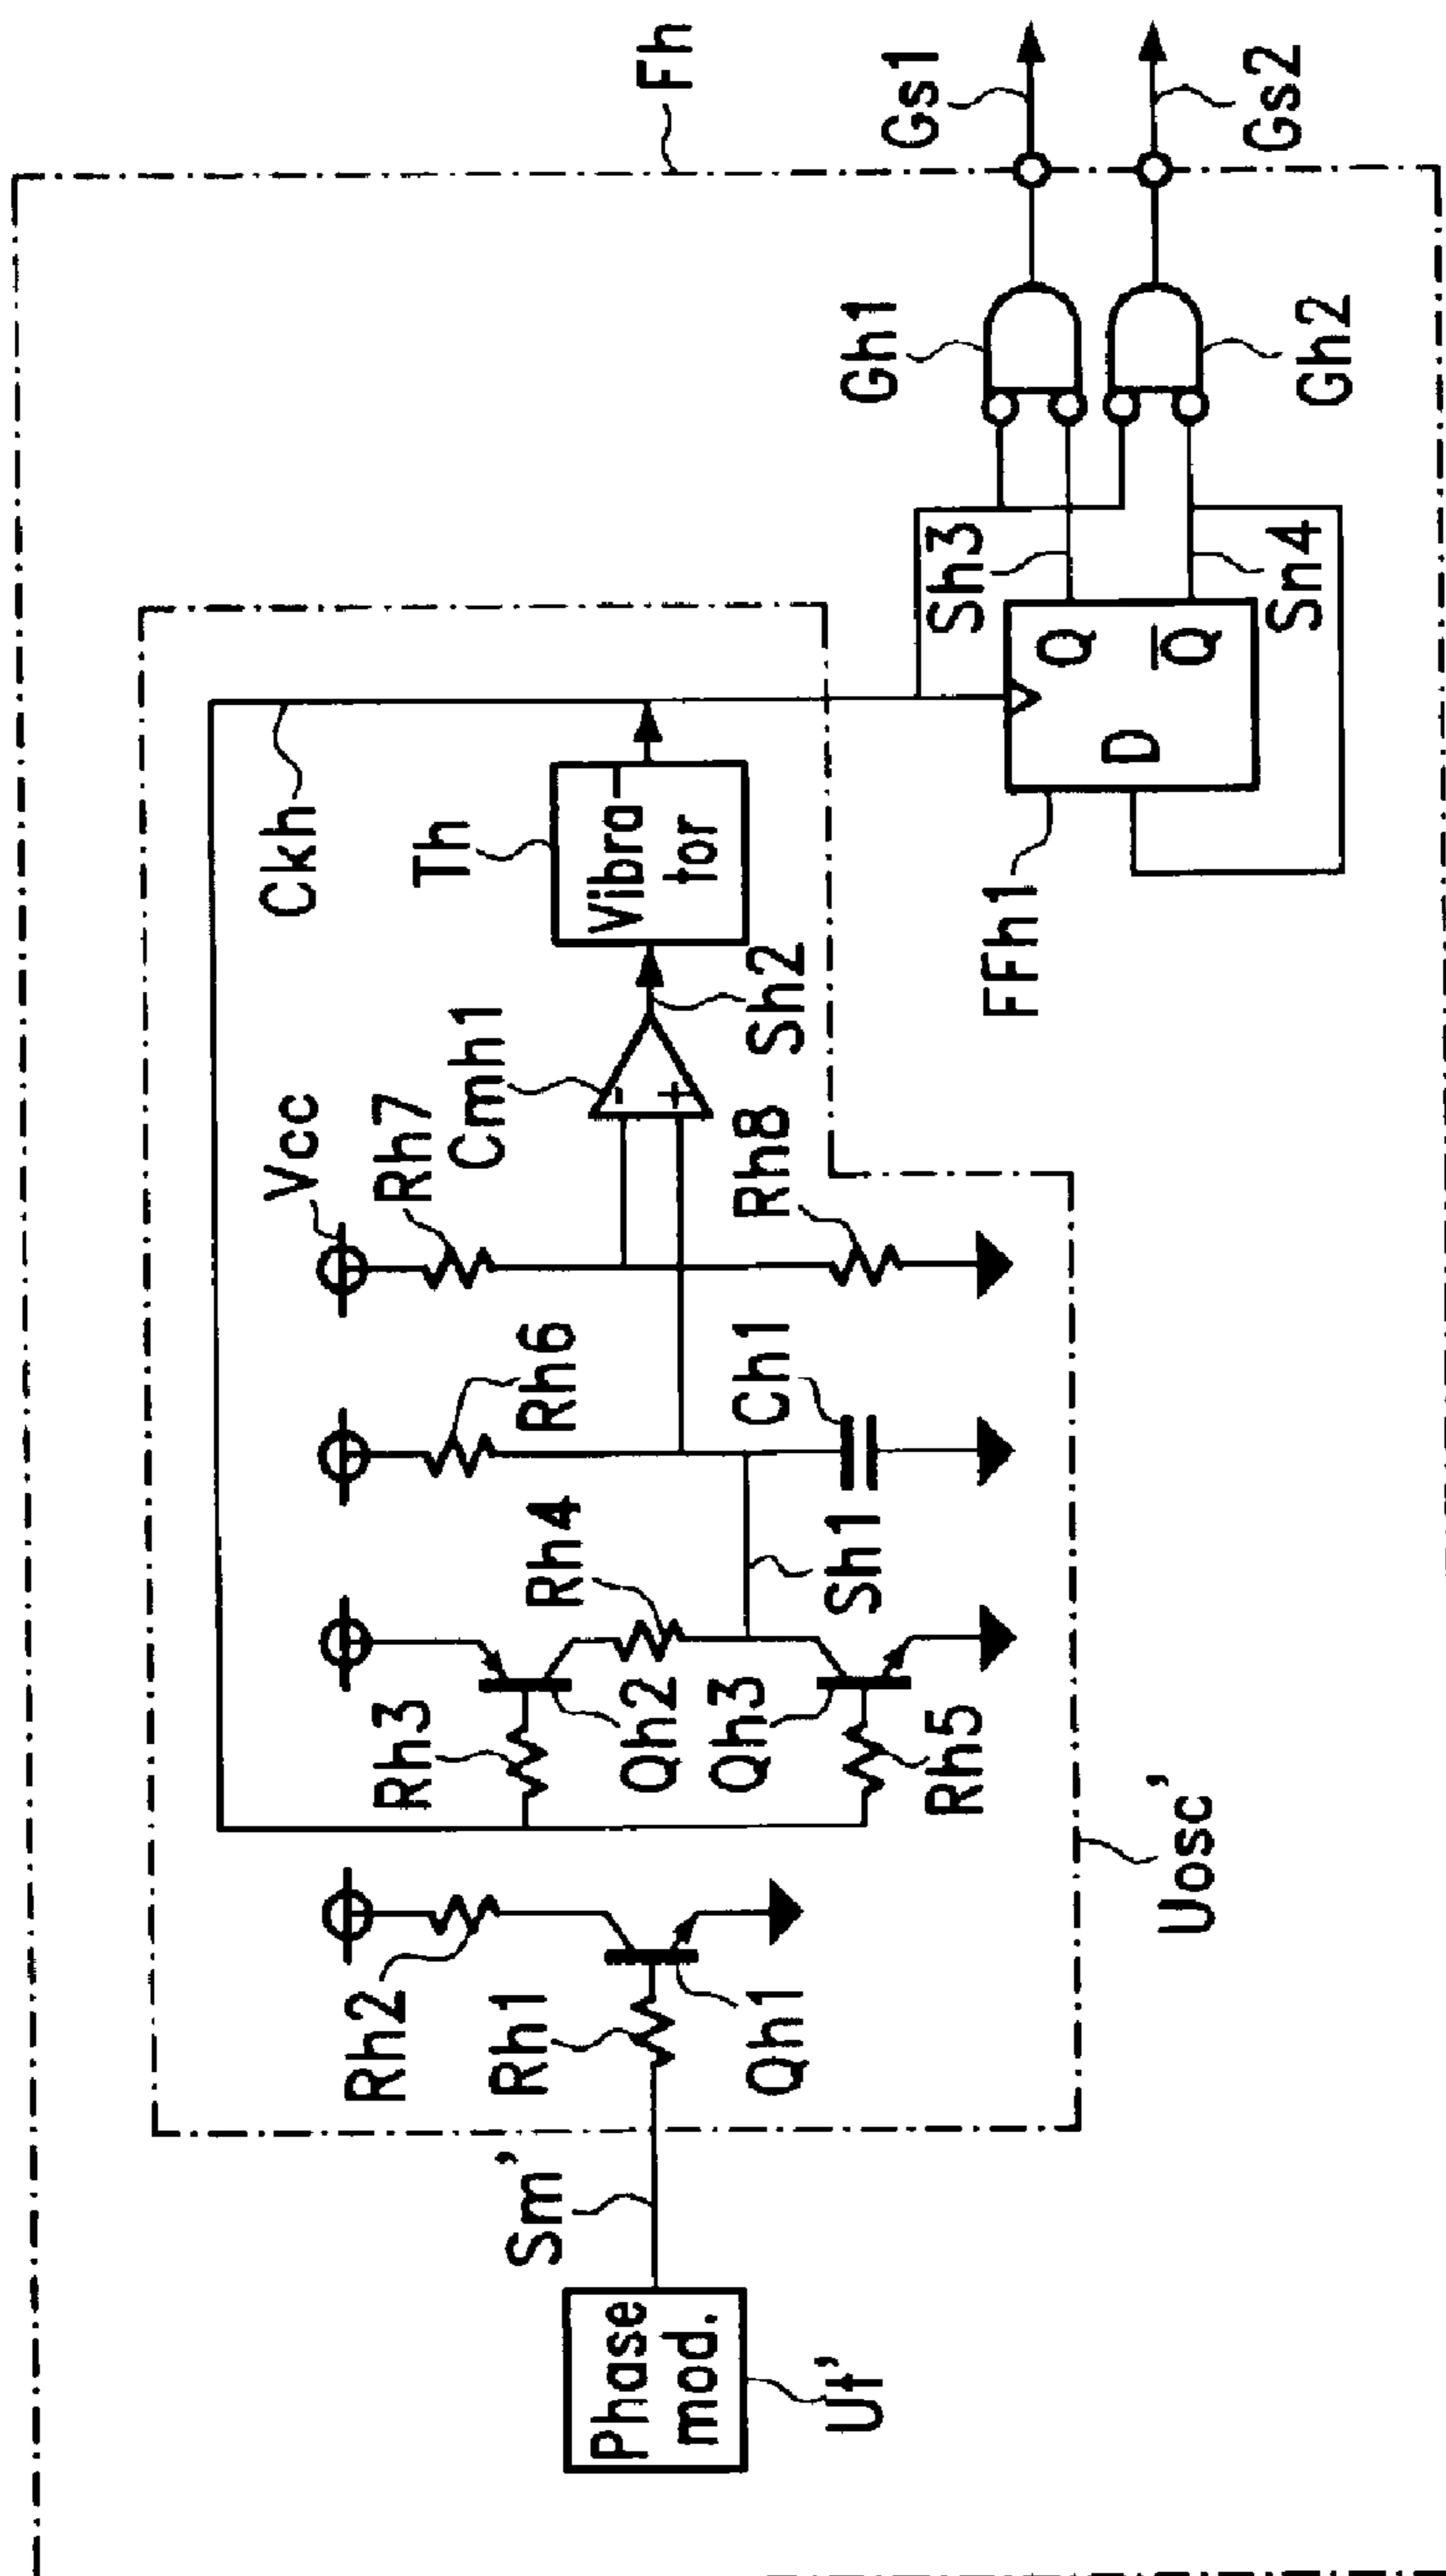 Fh
Gs1
Gs2
Gh1
Gh2
Ckh
Th
Vibra-
tor
Sh2
Sh3
Sn4
Q
Q̅
D
FFh1
Vcc
Rh7
Cmh1
-
+
Rh8
Rh6
Ch1
Rh4
Sh1
Rh3
Qh2
Qh3
Rh5
Uosc'
Rh2
Rh1
Qh1
Sm'
Phase
mod.
Uf'